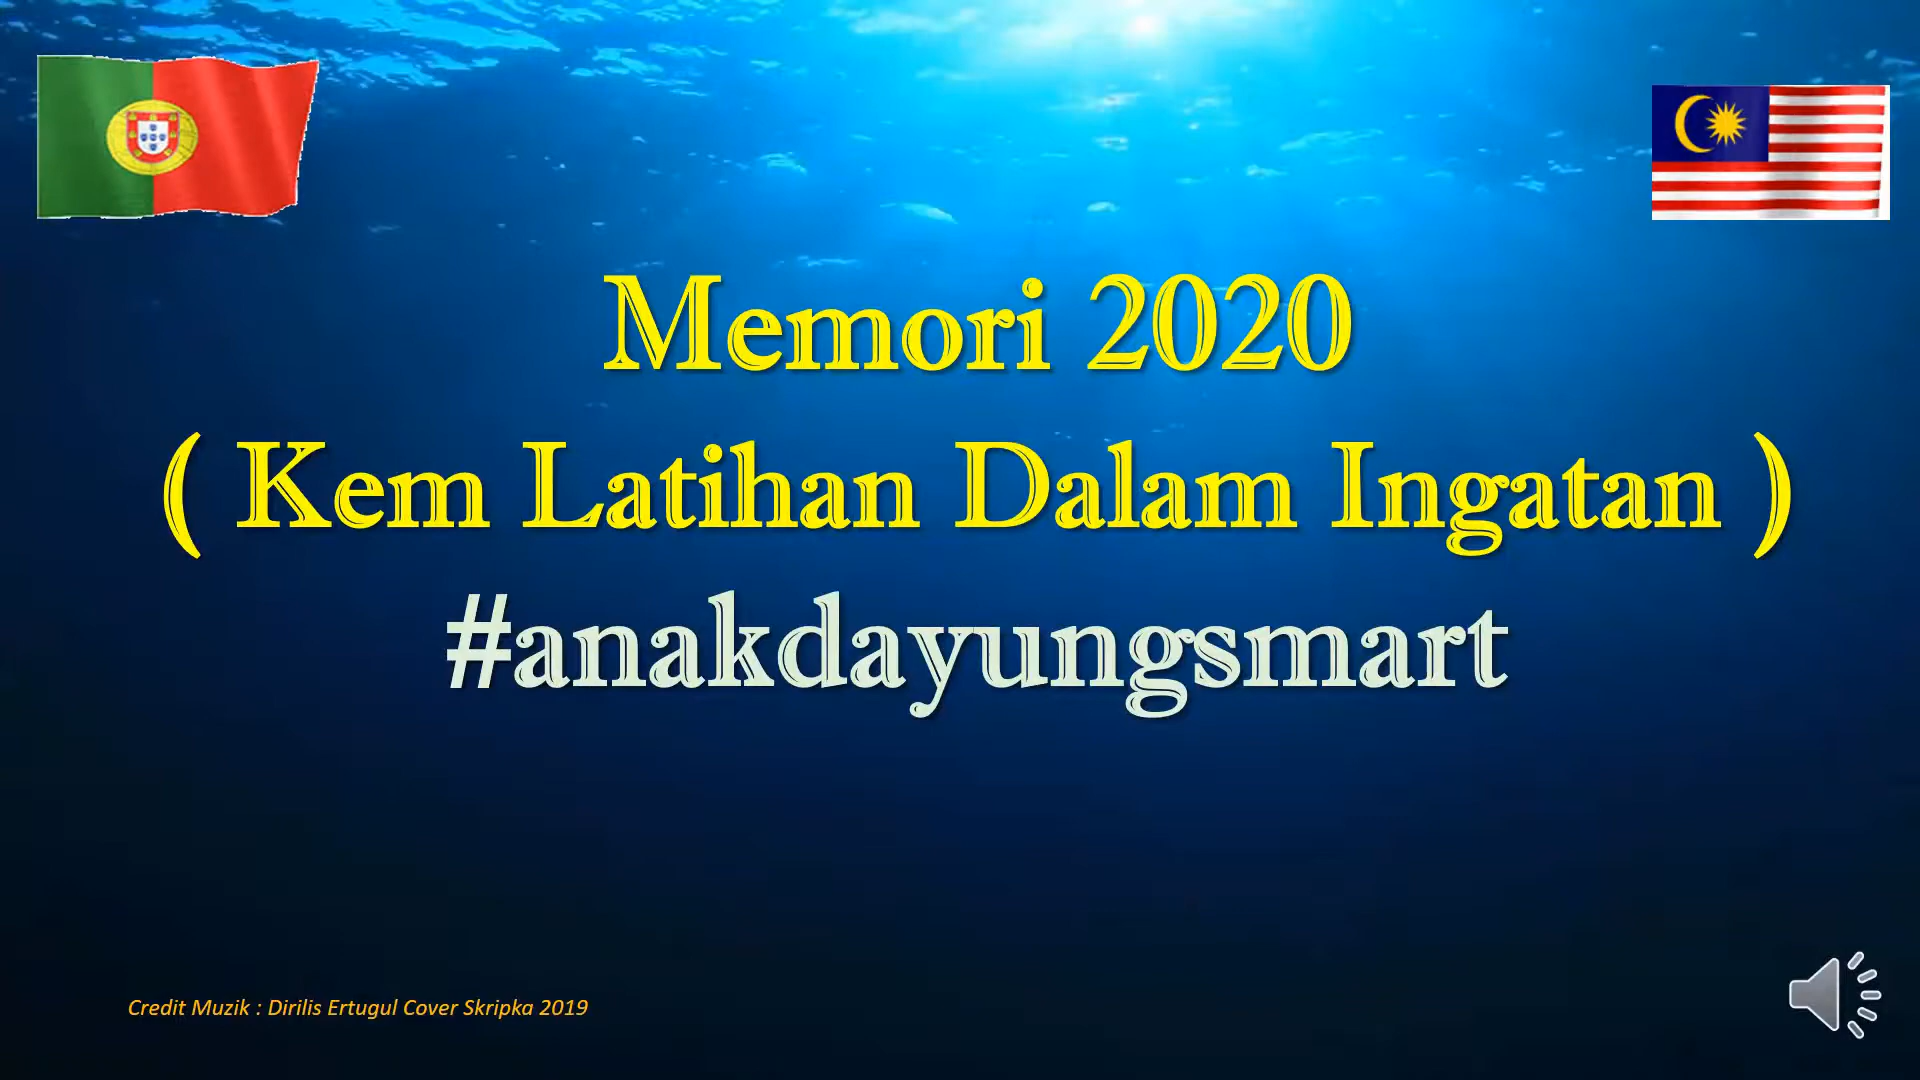 Memori 2020
( Kem Latihan Dalam Ingatan )
#anakdayungsmart
Credit Muzik : Dirilis Ertugul Cover Skripka 2019